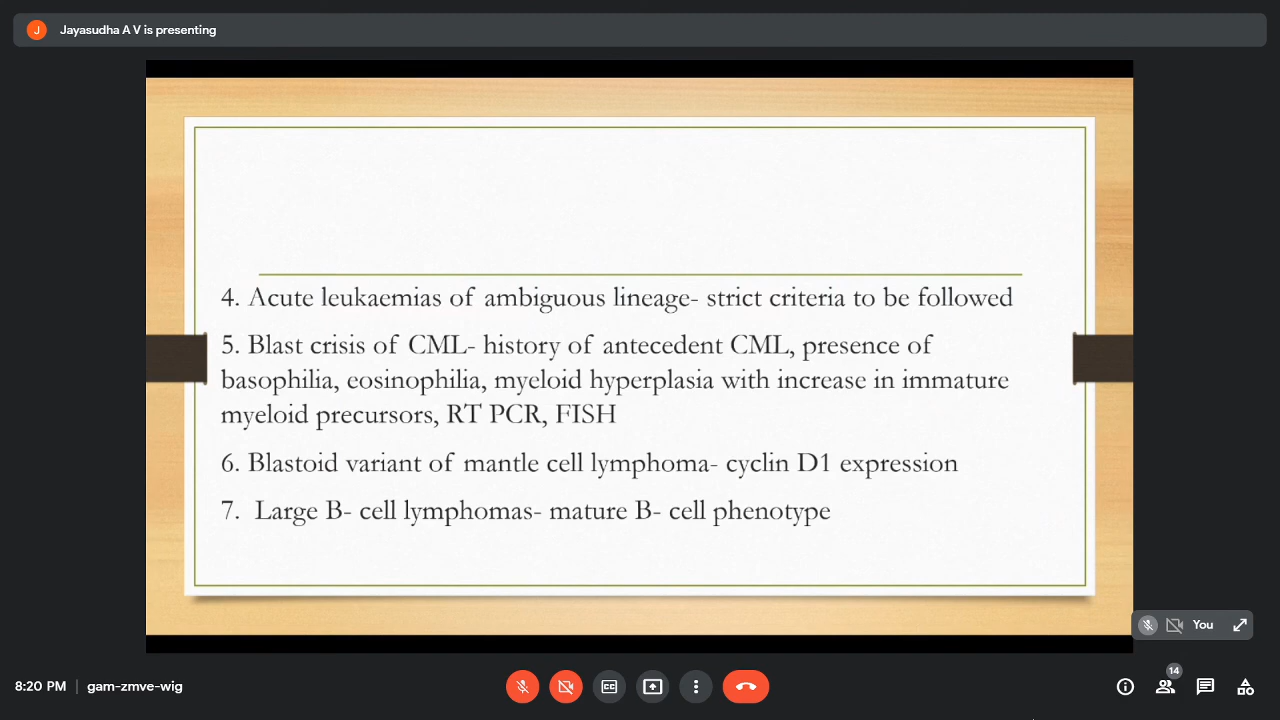 J Jayasudha A V is presenting
4. Acute leukaemias of ambiguous lineage- strict criteria to be followed
5. Blast crisis of CML- history of antecedent CML, presence of
basophilia, eosinophilia, myeloid hyperplasia with increase in immature
myeloid precursors, RT PCR, FISH
6. Blastoid variant of mantle cell lymphoma- cyclin D1 expression
7. Large B- cell lymphomas- mature B- cell phenotype
You
14
8:20 PM | gam-zmve-wig
CC